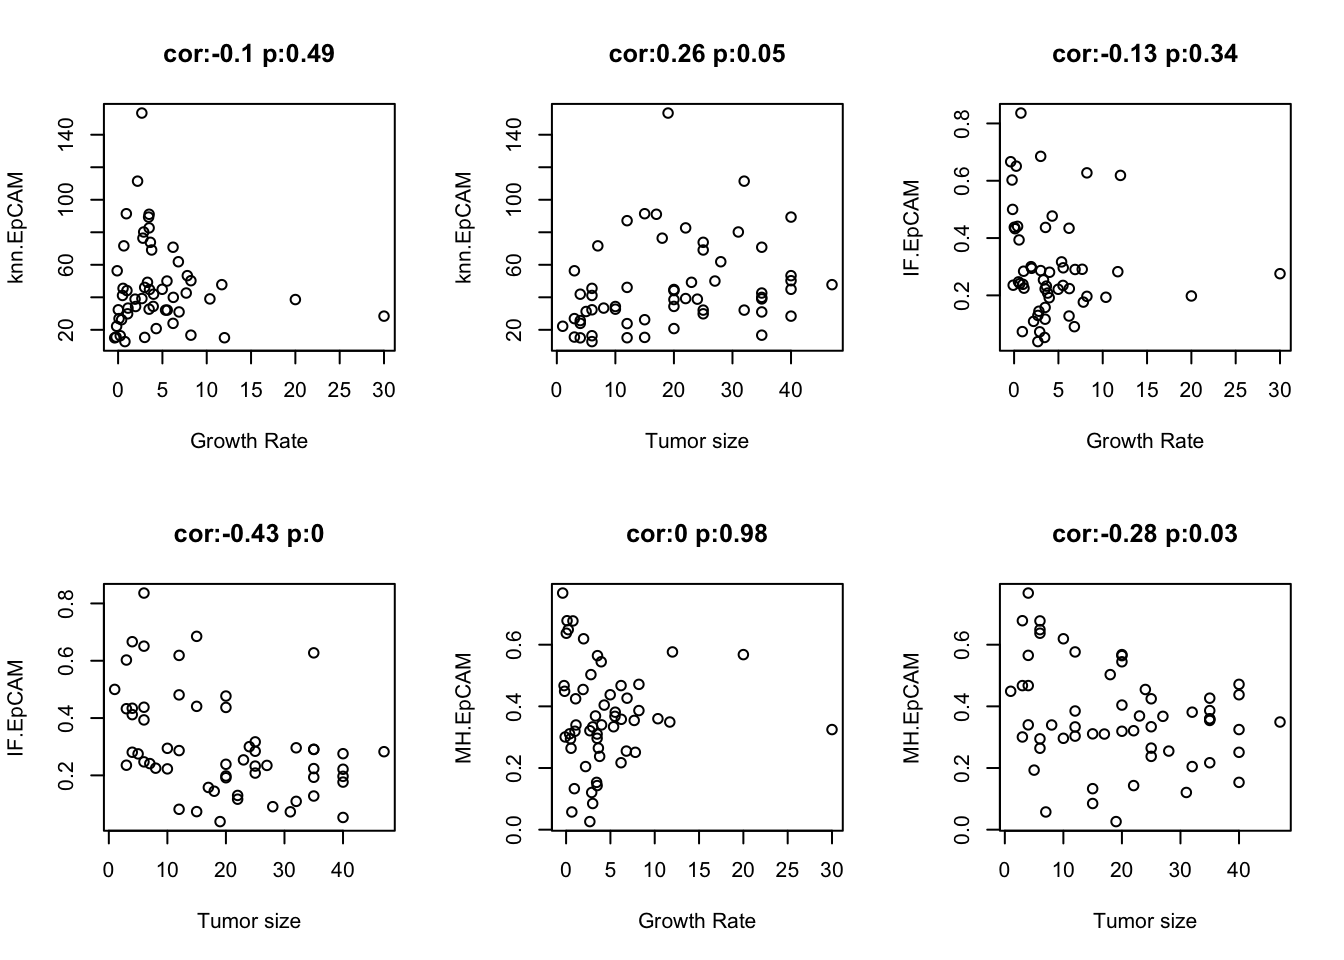 cor:-0.1 p:0.49
knn.EpCAM
20 60 100 140
0 5 10 15 20 25 30
Growth Rate
cor:0.26 p:0.05
knn.EpCAM
20 60 100 140
0 10 20 30 40
Tumor size
cor:-0.13 p:0.34
IF.EpCAM
0.2 0.4 0.6 0.8
0 5 10 15 20 25 30
Growth Rate
cor:-0.43 p:0
IF.EpCAM
0.2 0.4 0.6 0.8
0 10 20 30 40
Tumor size
cor:0 p:0.98
MH.EpCAM
0.0 0.2 0.4 0.6
0 5 10 15 20 25 30
Growth Rate
cor:-0.28 p:0.03
MH.EpCAM
0.0 0.2 0.4 0.6
0 10 20 30 40
Tumor size